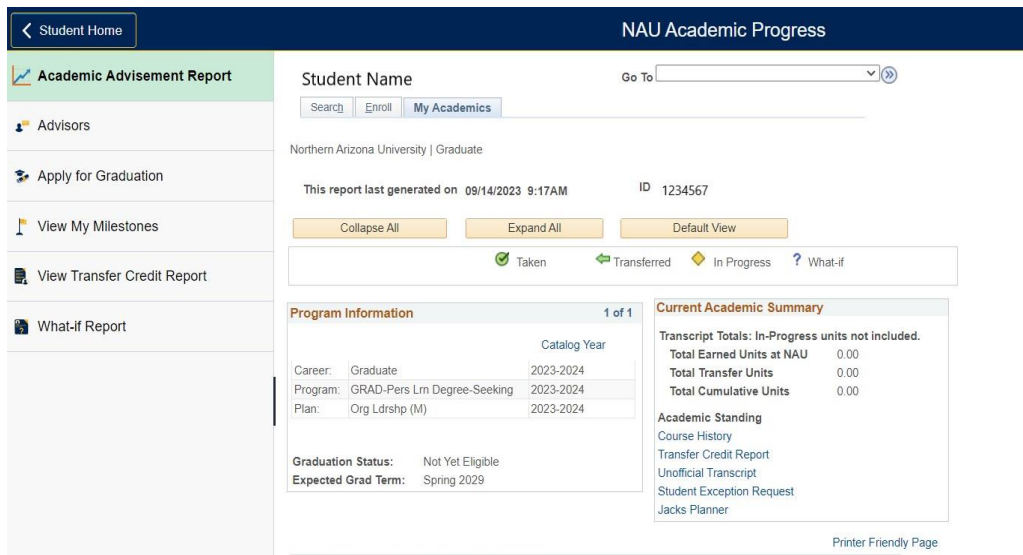 Student Home
NAU Academic Progress
Academic Advisement Report
Advisors
Apply for Graduation
View My Milestones
View Transfer Credit Report
What-if Report
Student Name
Go To
Search Enroll My Academics
Northern Arizona University | Graduate
This report last generated on 09/14/2023 9:17AM ID 1234567
Collapse All Expand All Default View
Taken Transferred In Progress ? What-if
Program Information 1 of 1
Catalog Year
Career: Graduate 2023-2024
Program: GRAD-Pers Lrn Degree-Seeking 2023-2024
Plan: Org Ldrshp (M) 2023-2024
Graduation Status: Not Yet Eligible
Expected Grad Term: Spring 2029
Current Academic Summary
Transcript Totals: In-Progress units not included.
Total Earned Units at NAU 0.00
Total Transfer Units 0.00
Total Cumulative Units 0.00
Academic Standing
Course History
Transfer Credit Report
Unofficial Transcript
Student Exception Request
Jacks Planner
Printer Friendly Page